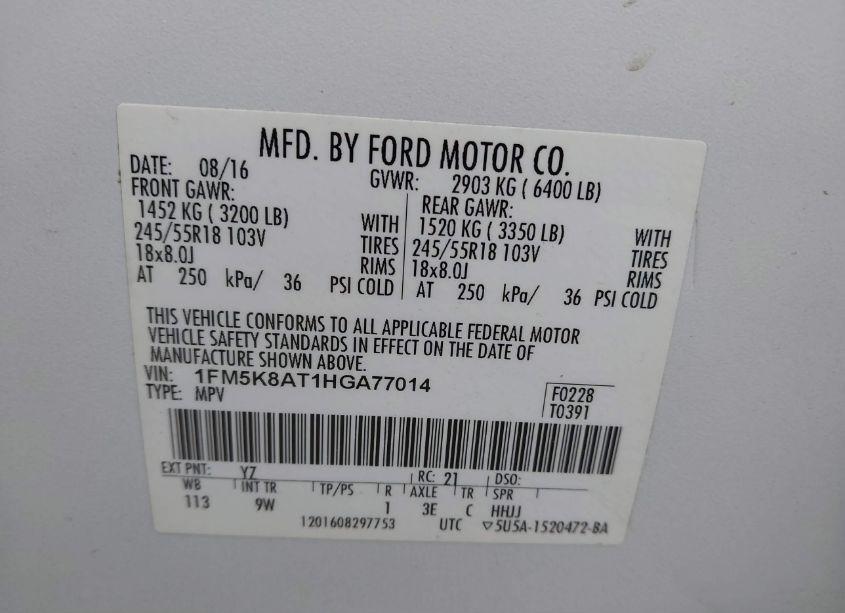 MFD. BY FORD MOTOR CO.
DATE: 08/16 GVWR: 2903 KG ( 6400 LB)
FRONT GAWR: REAR GAWR:
1452 KG ( 3200 LB) WITH 1520 KG ( 3350 LB) WITH
245/55R18 103V TIRES 245/55R18 103V TIRES
18x8.0J RIMS 18x8.0J RIMS
AT 250 kPa/ 36 PSI COLD AT 250 kPa/ 36 PSI COLD
THIS VEHICLE CONFORMS TO ALL APPLICABLE FEDERAL MOTOR
VEHICLE SAFETY STANDARDS IN EFFECT ON THE DATE OF
MANUFACTURE SHOWN ABOVE.
VIN: 1FM5K8AT1HGA77014
TYPE: MPV F0228
T0391
EXT PNT: YZ RC: 21 DSO:
WB INT TR TP/PS R AXLE TR SPR
113 9W 1 3E C HHJJ
1201608297753 UTC ▽5U5A-1520472-BA